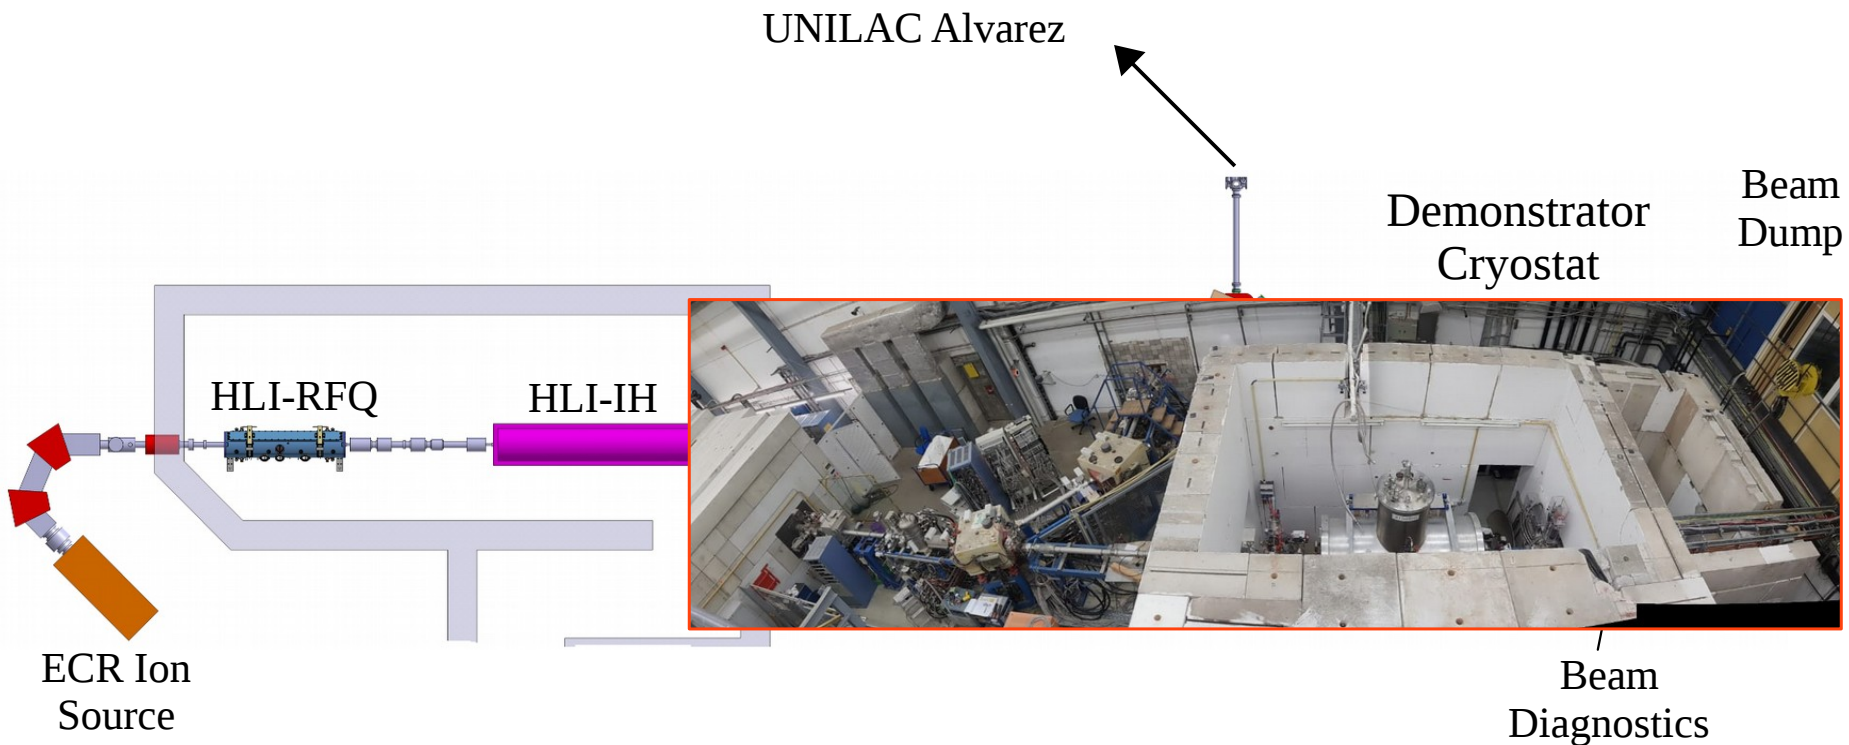 UNILAC Alvarez
Beam
Dump
Demonstrator
Cryostat
HLI-RFQ
HLI-IH
ECR Ion
Source
Beam
Diagnostics